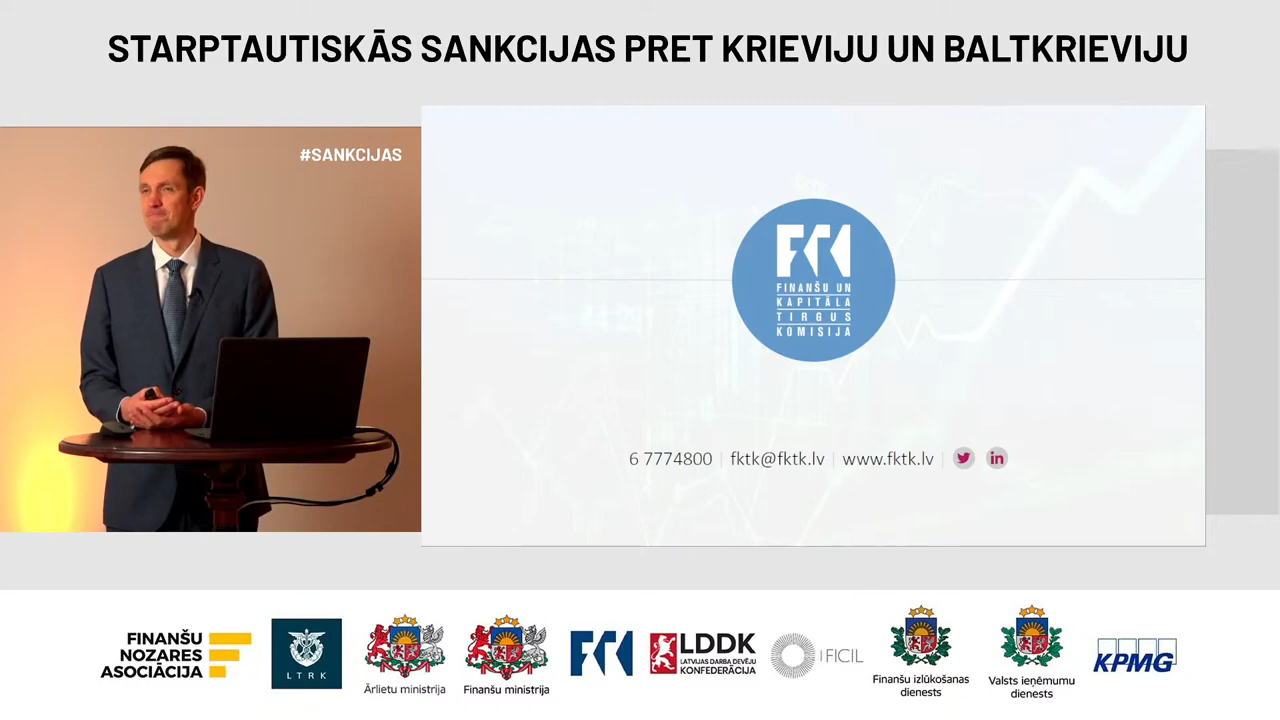 STARPTAUTISKĀS SANKCIJAS PRET KRIEVIJU UN BALTKRIEVIJU
#SANKCIJAS
FINANŠU UN
KAPITĀLA
TIRGUS
KOMISIJA
6 7774800 | fktk@fktk.lv | www.fktk.lv |
in
FINANŠU
NOZARES
ASOCIĀCIJA
LTRK
Ārlietu ministrija
Finanšu ministrija
LDDK
LATVIJAS DARBA DEVĒJU
KONFEDERĀCIJA
FICIL
Finanšu izlūkošanas
dienests
Valsts ieņēmumu
dienests
KPMG